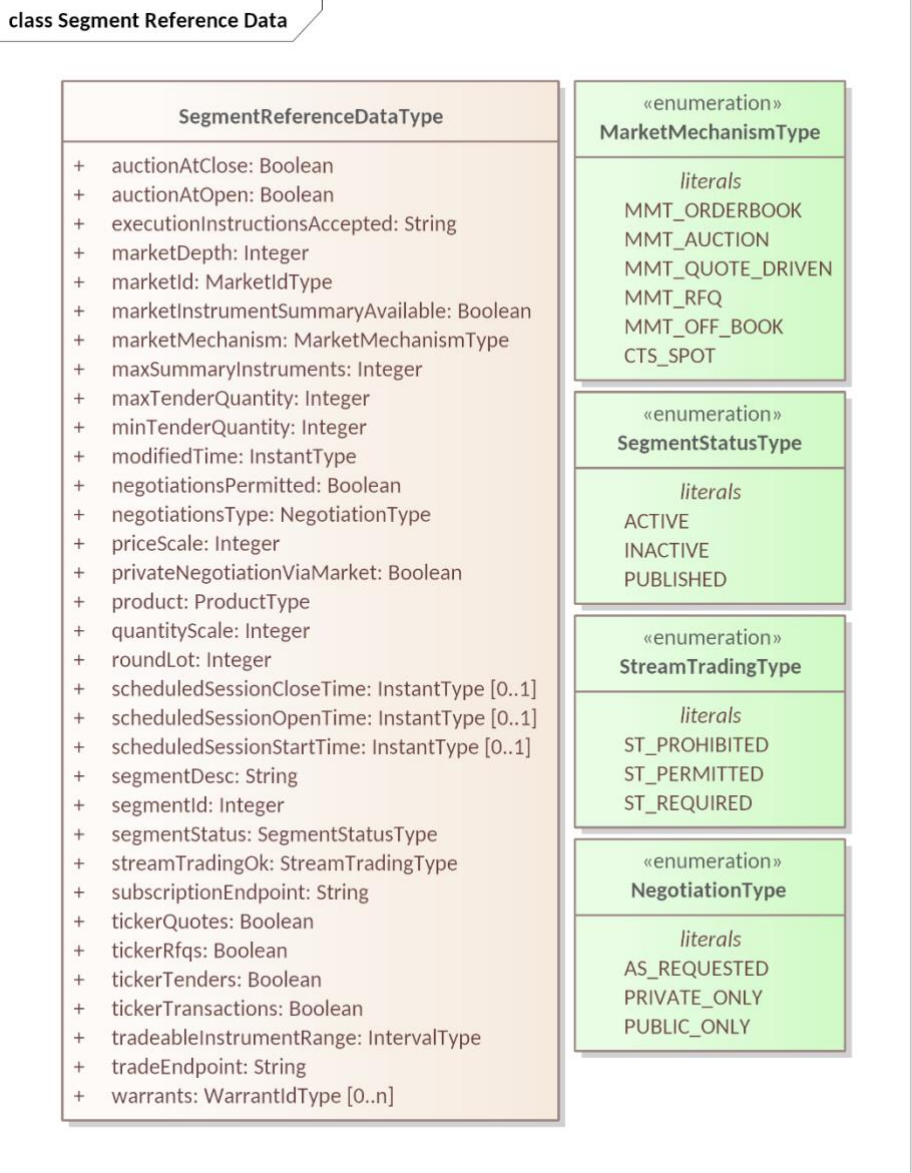 class Segment Reference Data
SegmentReferenceDataType
+ auctionAtClose: Boolean
+ auctionAtOpen: Boolean
+ executionInstructionsAccepted: String
+ marketDepth: Integer
+ marketId: MarketIdType
+ marketInstrumentSummaryAvailable: Boolean
+ marketMechanism: MarketMechanismType
+ maxSummaryInstruments: Integer
+ maxTenderQuantity: Integer
+ minTenderQuantity: Integer
+ modifiedTime: InstantType
+ negotiationsPermitted: Boolean
+ negotiationsType: NegotiationType
+ priceScale: Integer
+ privateNegotiationViaMarket: Boolean
+ product: ProductType
+ quantityScale: Integer
+ roundLot: Integer
+ scheduledSessionCloseTime: InstantType [0..1]
+ scheduledSessionOpenTime: InstantType [0..1]
+ scheduledSessionStartTime: InstantType [0..1]
+ segmentDesc: String
+ segmentId: Integer
+ segmentStatus: SegmentStatusType
+ streamTradingOk: StreamTradingType
+ subscriptionEndpoint: String
+ tickerQuotes: Boolean
+ tickerRfqs: Boolean
+ tickerTenders: Boolean
+ tickerTransactions: Boolean
+ tradeableInstrumentRange: IntervalType
+ tradeEndpoint: String
+ warrants: WarrantIdType [0..n]
«enumeration»
MarketMechanismType
literals
MMT_ORDERBOOK
MMT_AUCTION
MMT_QUOTE_DRIVEN
MMT_RFQ
MMT_OFF_BOOK
CTS_SPOT
«enumeration»
SegmentStatusType
literals
ACTIVE
INACTIVE
PUBLISHED
«enumeration»
StreamTradingType
literals
ST_PROHIBITED
ST_PERMITTED
ST_REQUIRED
«enumeration»
NegotiationType
literals
AS_REQUESTED
PRIVATE_ONLY
PUBLIC_ONLY